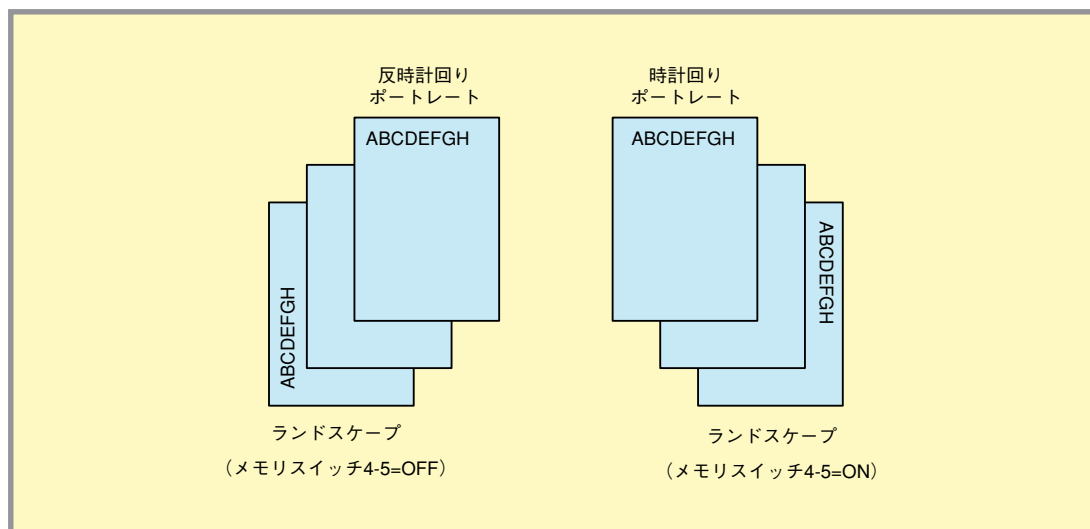 反時計回り
ポートレート
ABCDEFGH
ABCDEFGH
ランドスケープ
（メモリスイッチ4-5=OFF）
時計回り
ポートレート
ABCDEFGH
ABCDEFGH
ランドスケープ
（メモリスイッチ4-5=ON）